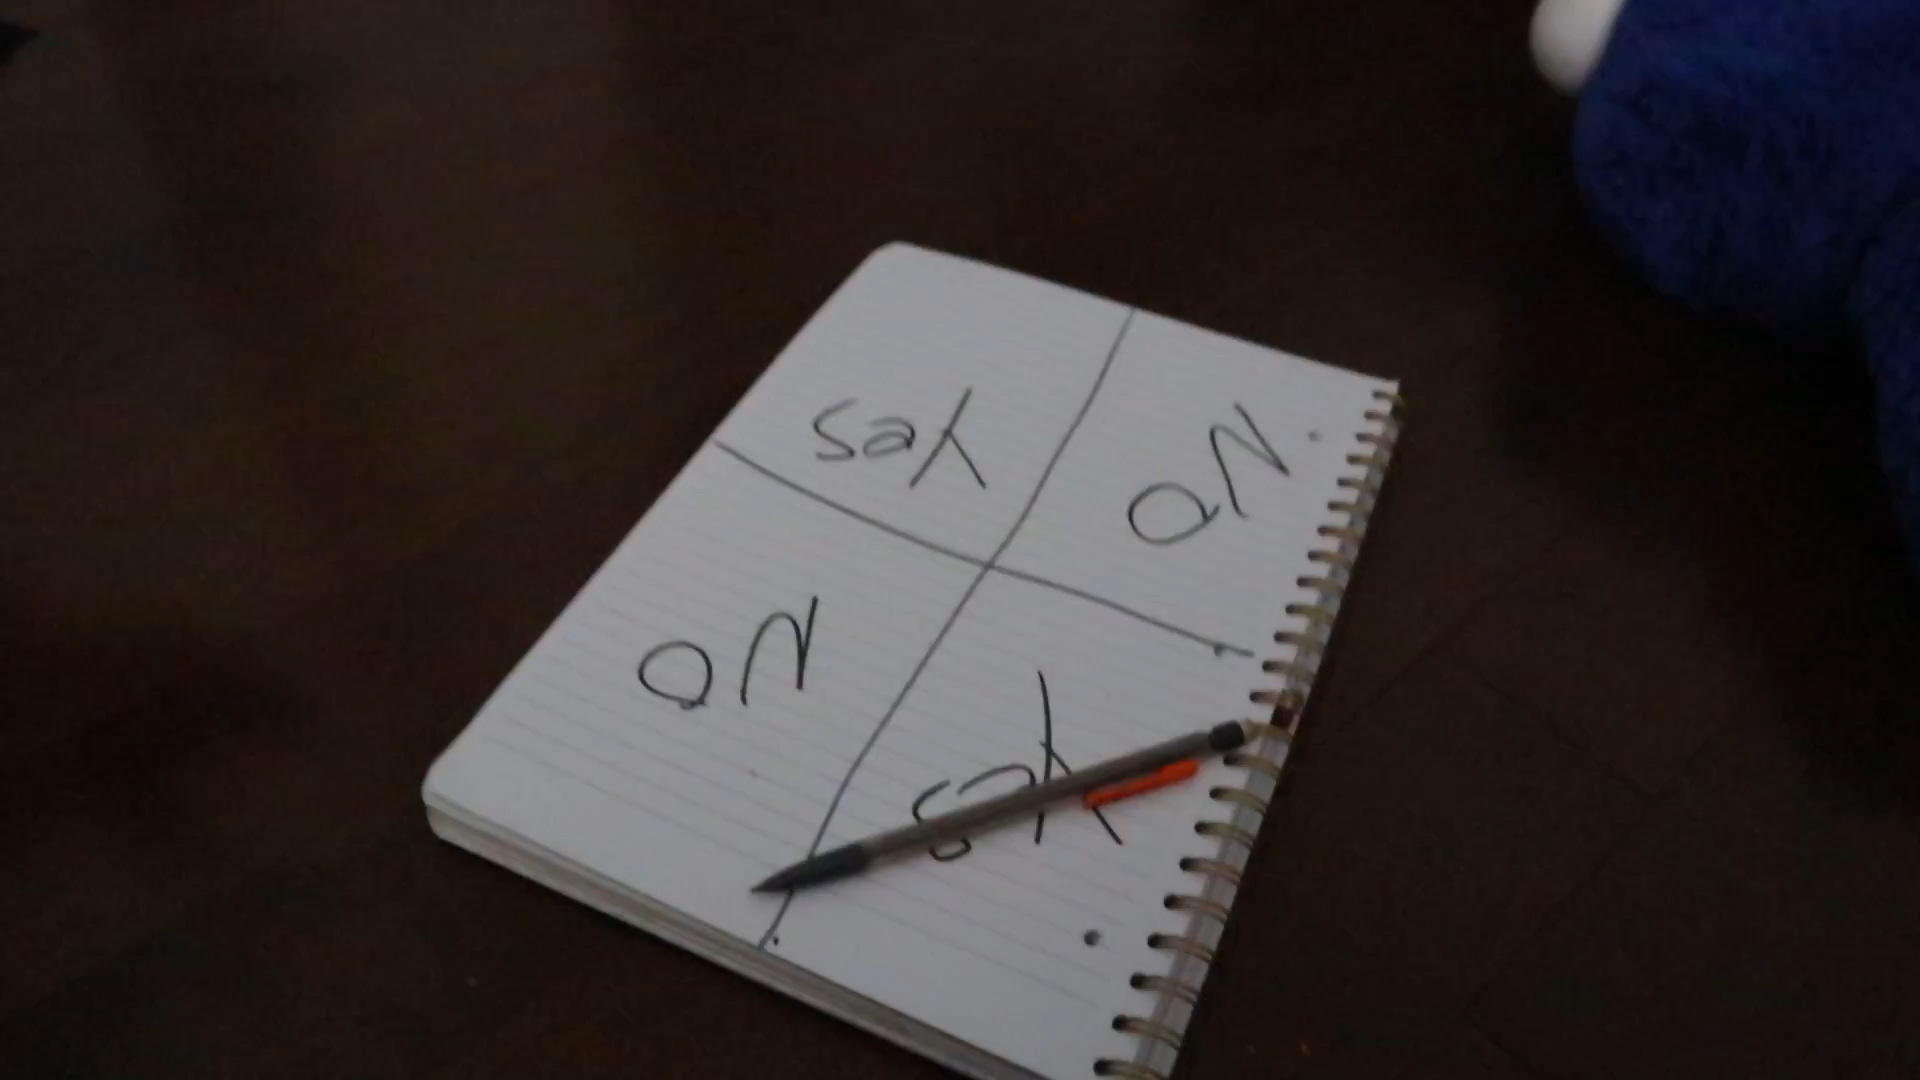 Yes No
No Yes